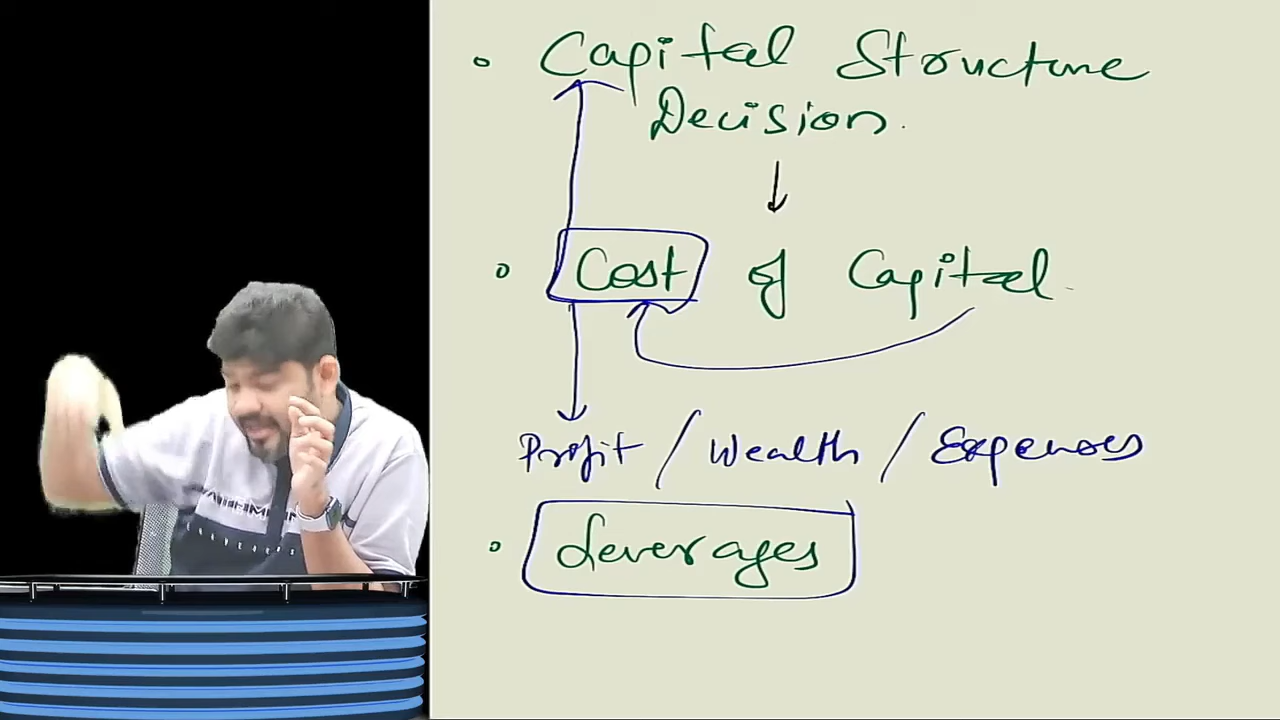 • Capital Structure
Decision.
• Cost of Capital
Profit / Wealth / Expenses
• Leverages